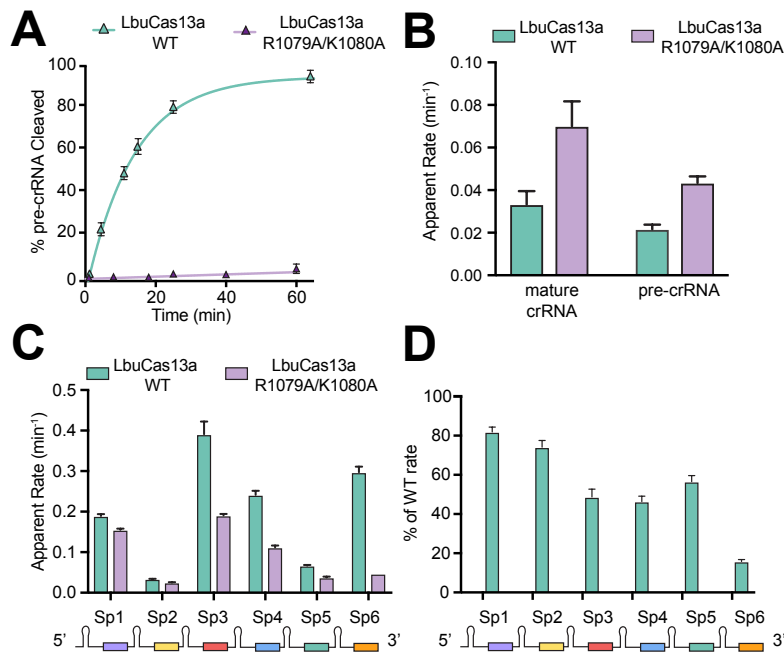 A
LbuCas13a
WT
LbuCas13a
R1079A/K1080A
% pre-crRNA Cleaved
100
80
60
40
20
0
0
20
40
60
Time (min)
B
LbuCas13a
WT
LbuCas13a
R1079A/K1080A
Apparent Rate (min⁻¹)
0.10
0.08
0.06
0.04
0.02
0.00
mature
crRNA
pre-crRNA
C
LbuCas13a
WT
LbuCas13a
R1079A/K1080A
Apparent Rate (min⁻¹)
0.5
0.4
0.3
0.2
0.1
0.0
Sp1
Sp2
Sp3
Sp4
Sp5
Sp6
5’
3’
D
% of WT rate
100
80
60
40
20
0
Sp1
Sp2
Sp3
Sp4
Sp5
Sp6
5’
3’